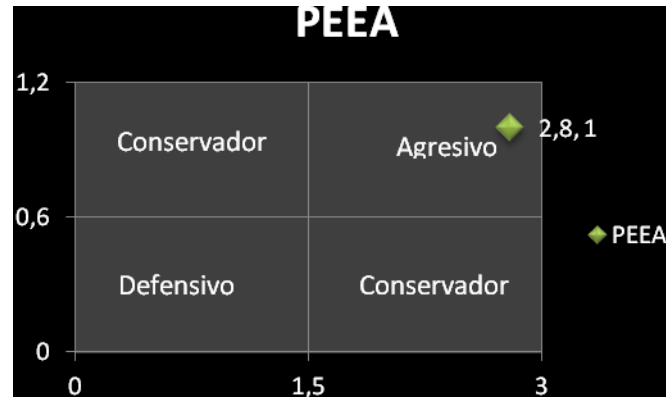 PEEA
1,2
Conservador
Agresivo
2,8, 1
0,6
PEEA
Defensivo
Conservador
0
0
1,5
3